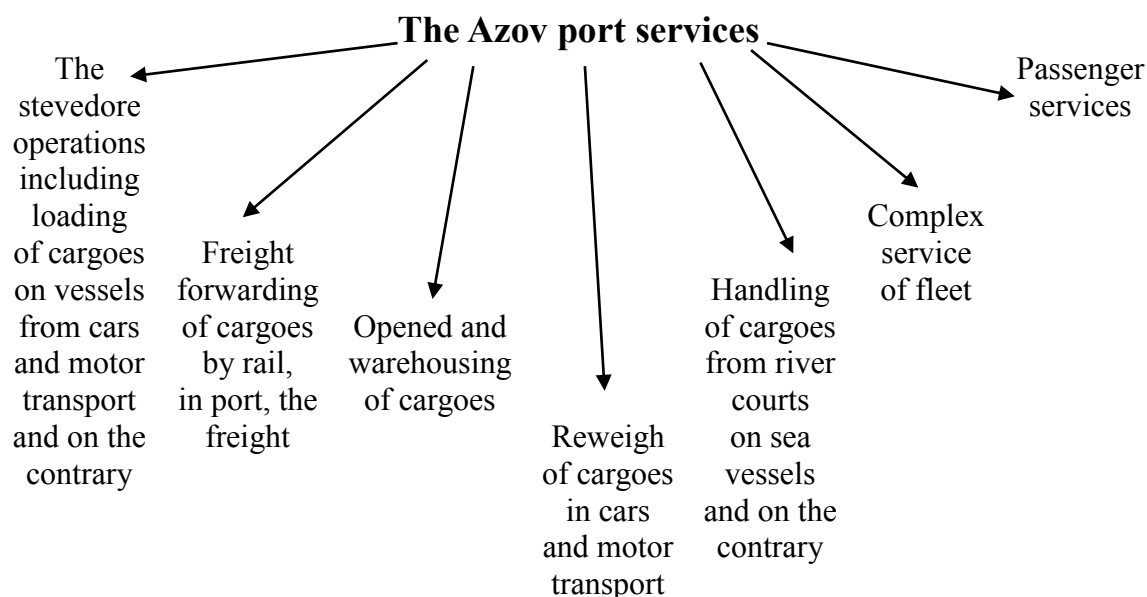 The Azov port services
The
stevedore
operations
including
loading
of cargoes
on vessels
from cars
and motor
transport
and on the
contrary
Freight
forwarding
of cargoes
by rail,
in port, the
freight
Opened and
warehousing
of cargoes
Reweigh
of cargoes
in cars
and motor
transport
Handling
of cargoes
from river
courts
on sea
vessels
and on the
contrary
Complex
service
of fleet
Passenger
services